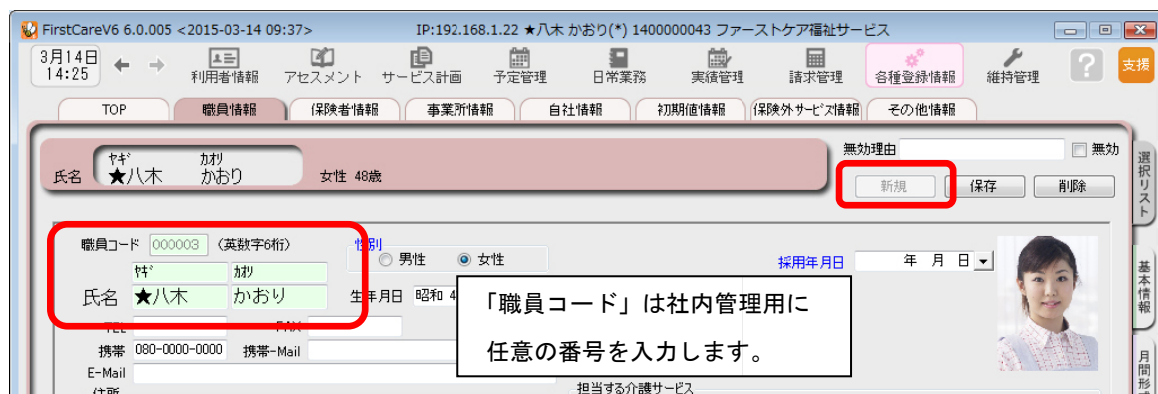 FirstCareV6 6.0.005 <2015-03-14 09:37> IP:192.168.1.22 ★八木 かおり(*) 1400000043 ファーストケア福祉サービス
3月14日
14:25
利用者情報 アセスメント サービス計画 予定管理 日常業務 実績管理 請求管理 各種登録情報 維持管理 ? 支援
TOP 職員情報 保険者情報 事業所情報 自社情報 初期値情報 保険外サービス情報 その他情報
無効理由 無効
ヤギ カオリ
氏名 ★八木 かおり 女性 48歳
新規 保存 削除
選択リスト
職員コード 000003 (英数字6桁) 性別
男性 女性
採用年月日 年 月 日
ヤギ カオリ
氏名 ★八木 かおり 生年月日 昭和 4
基本情報
「職員コード」は社内管理用に
任意の番号を入力します。
TEL FAX
携帯 080-0000-0000 携帯-Mail
E-Mail
住所 担当する介護サービス
月間形